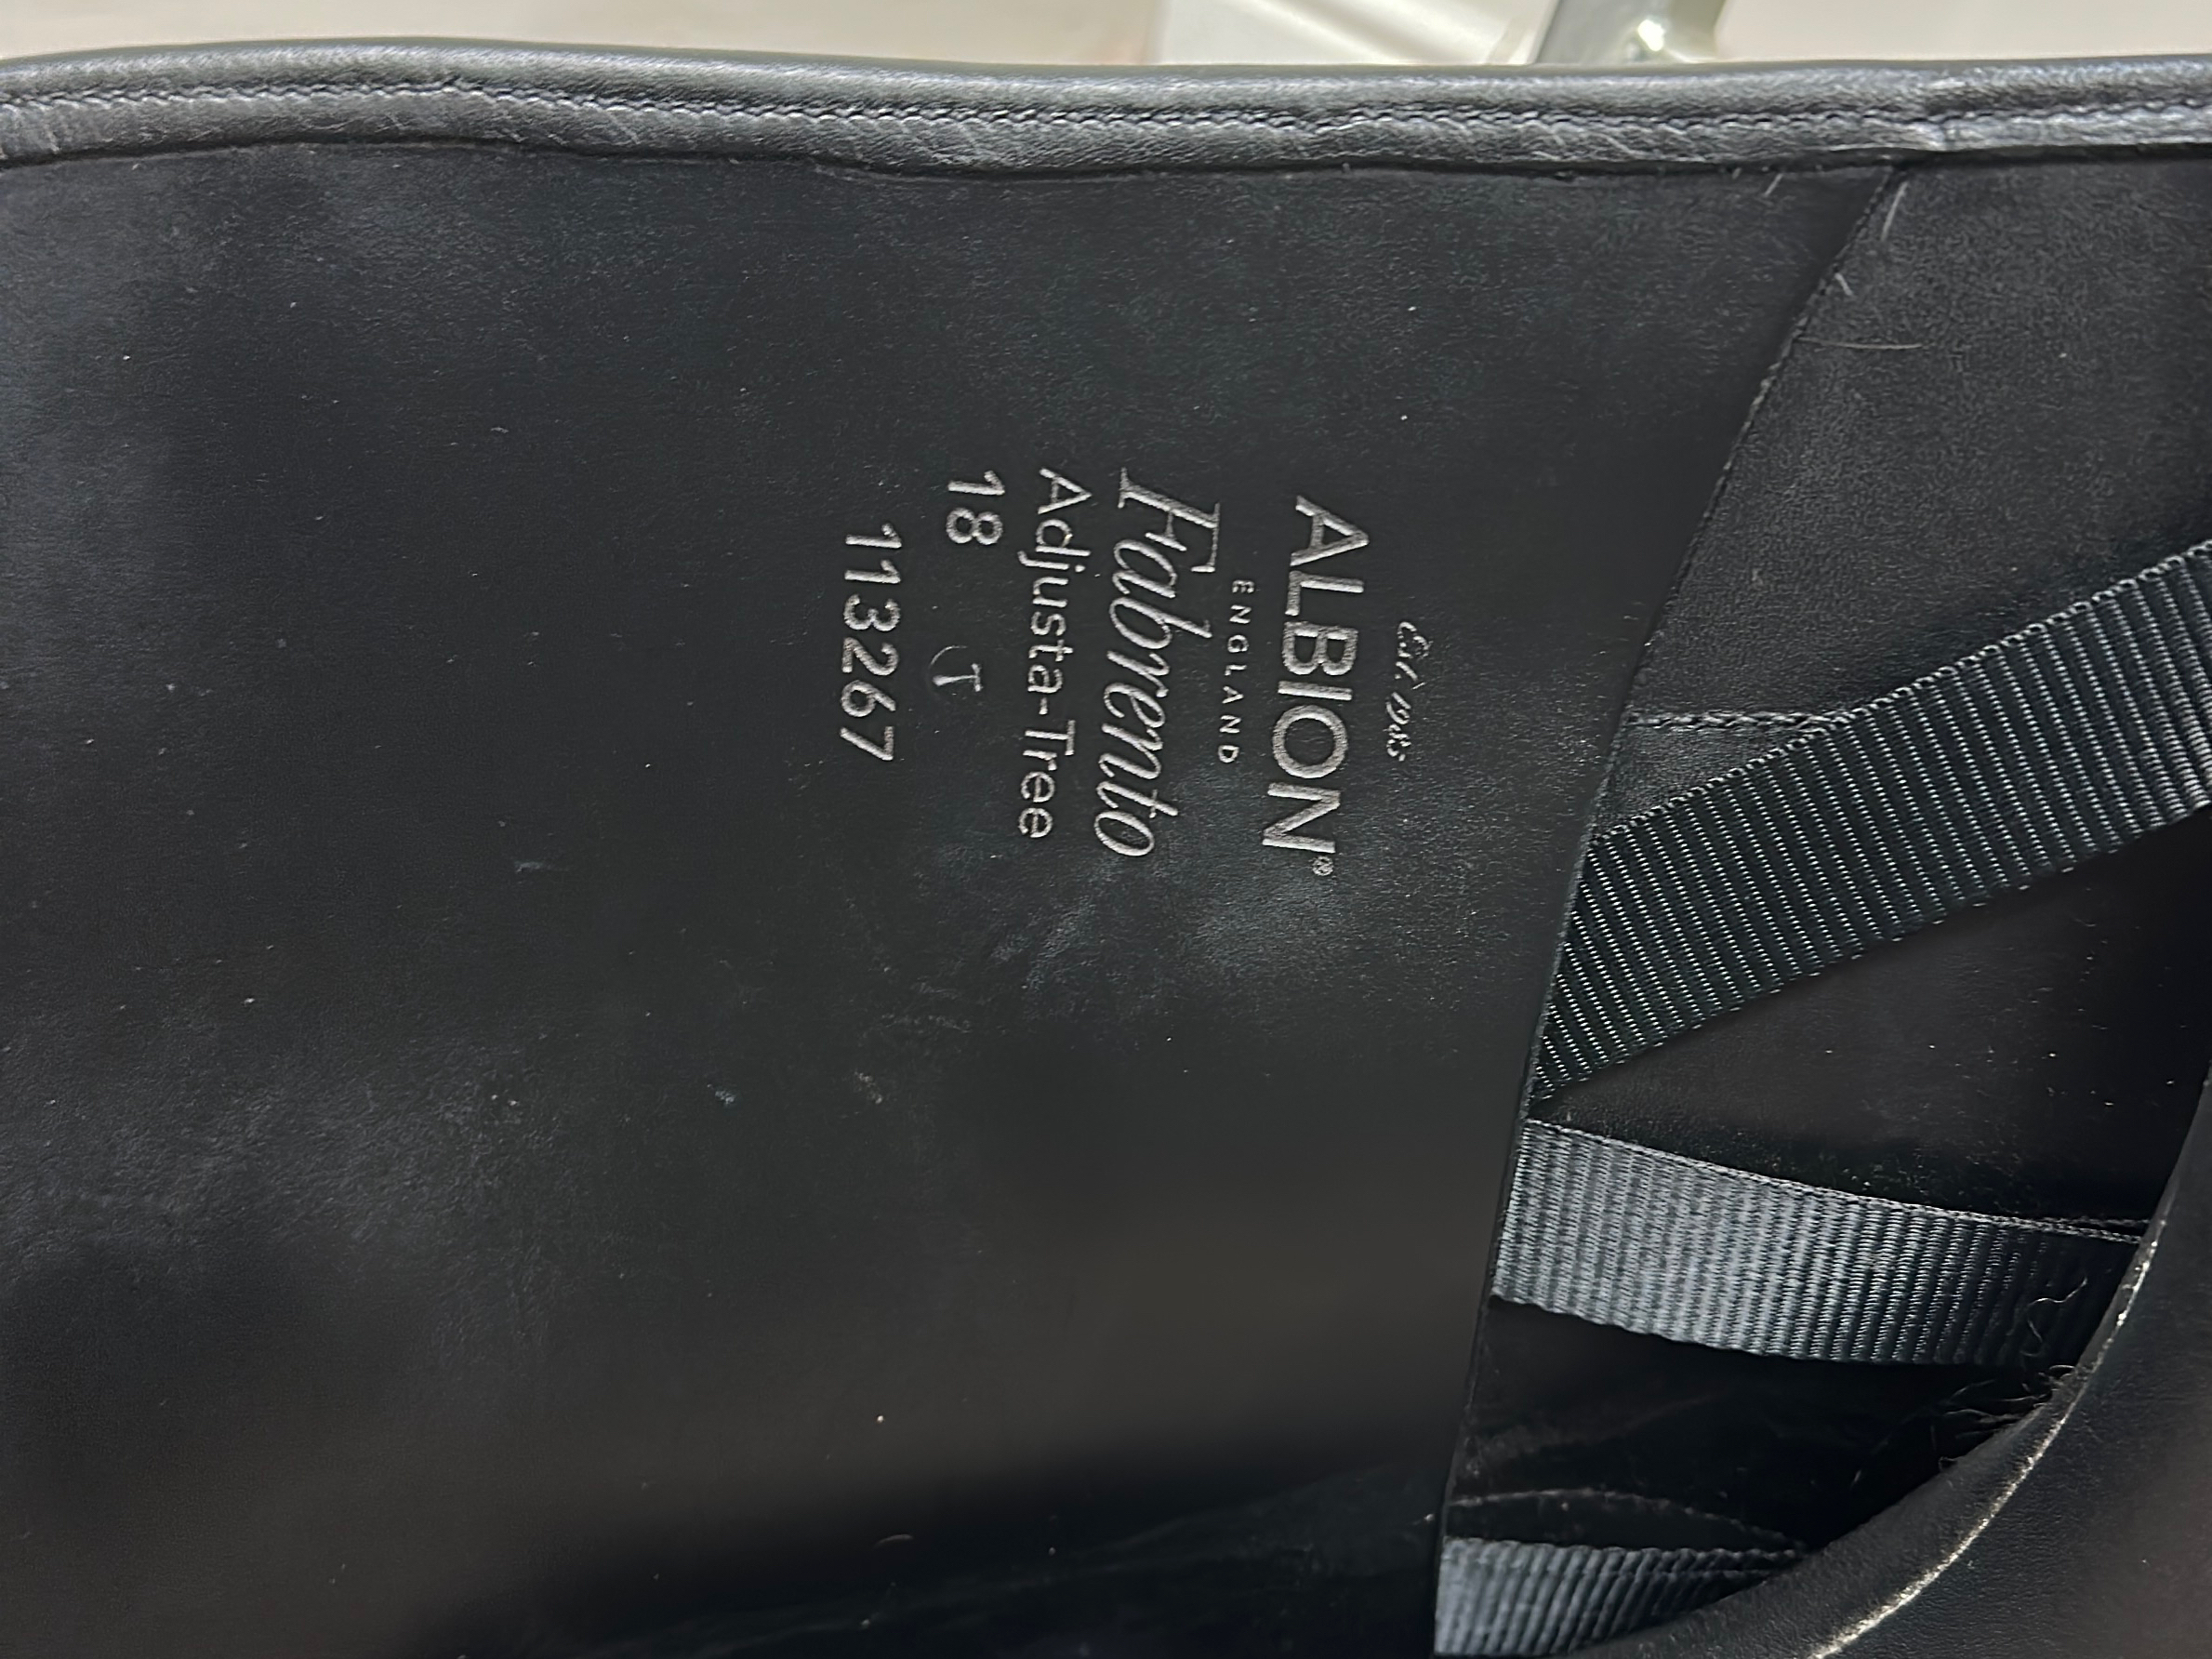 Est. 1985
ALBION®
ENGLAND
Fabrento
Adjusta-Tree
18 T
113267